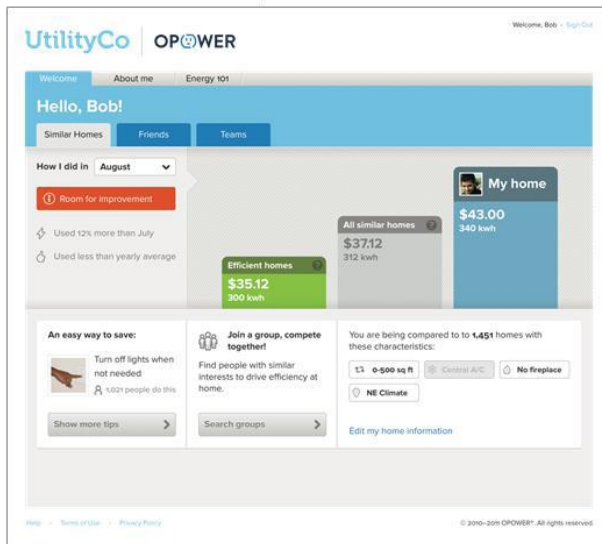 Welcome, Bob • Sign Out
UtilityCo OPOWER
Welcome About me Energy 101
Hello, Bob!
Similar Homes Friends Teams
How I did in August
Room for improvement
Used 12% more than July
Used less than yearly average
Efficient homes ?
$35.12
300 kwh
All similar homes ?
$37.12
312 kwh
My home
$43.00
340 kwh
An easy way to save:
Turn off lights when
not needed
1,021 people do this
Show more tips
Join a group, compete
together!
Find people with similar
interests to drive efficiency at
home.
Search groups
You are being compared to to 1,451 homes with
these characteristics:
0-500 sq ft Central A/C No fireplace
NE Climate
Edit my home information
Help • Terms of Use • Privacy Policy
© 2010–2011 OPOWER®. All rights reserved.